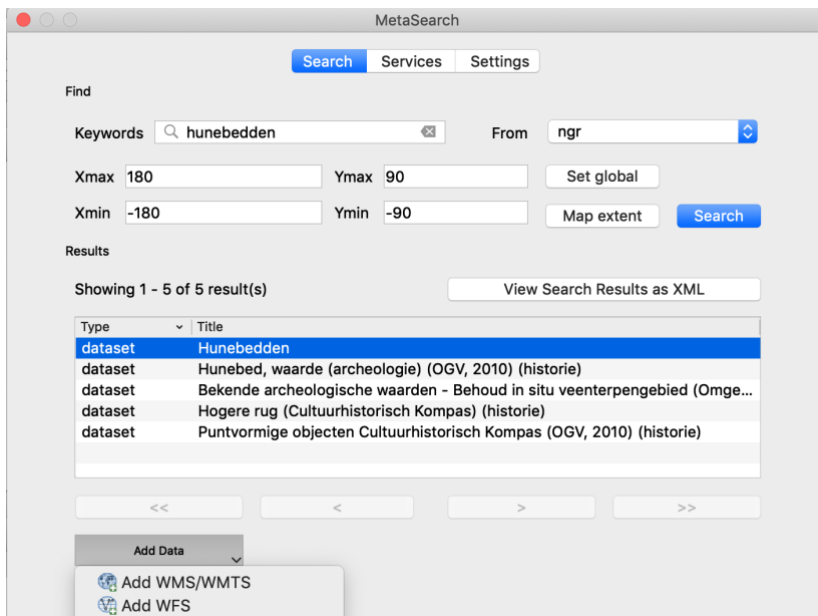 MetaSearch
Search Services Settings
Find
Keywords hunebedden From ngr
Xmax 180 Ymax 90 Set global
Xmin -180 Ymin -90 Map extent Search
Results
Showing 1 - 5 of 5 result(s) View Search Results as XML
Type Title
dataset Hunebedden
dataset Hunebed, waarde (archeologie) (OGV, 2010) (historie)
dataset Bekende archeologische waarden - Behoud in situ veenterpengebied (Omge...
dataset Hogere rug (Cultuurhistorisch Kompas) (historie)
dataset Puntvormige objecten Cultuurhistorisch Kompas (OGV, 2010) (historie)
<< < > >>
Add Data
Add WMS/WMTS
Add WFS